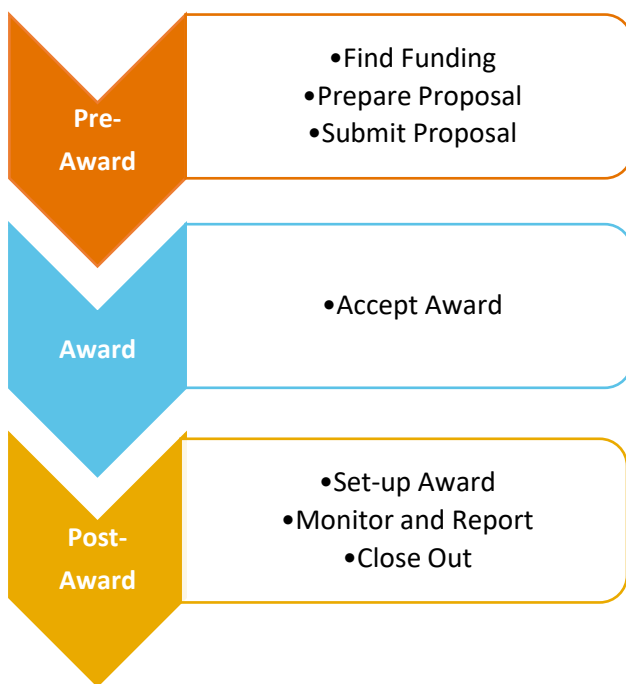 Pre-
Award
•Find Funding
•Prepare Proposal
•Submit Proposal
Award
•Accept Award
Post-
Award
•Set-up Award
•Monitor and Report
•Close Out